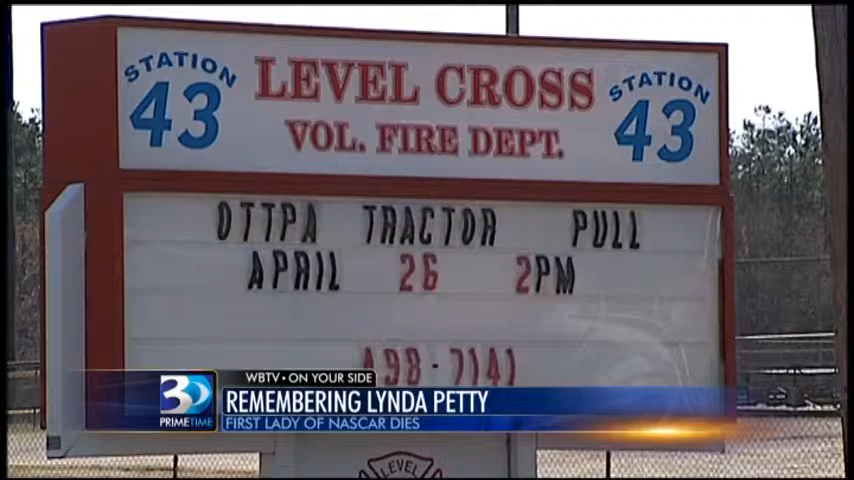 STATION
43
LEVEL CROSS
VOL. FIRE DEPT.
STATION
43
OTTPA TRACTOR PULL
APRIL 26 2PM
498-7141
WBTV • ON YOUR SIDE
3
PRIMETIME
REMEMBERING LYNDA PETTY
FIRST LADY OF NASCAR DIES
LEVEL